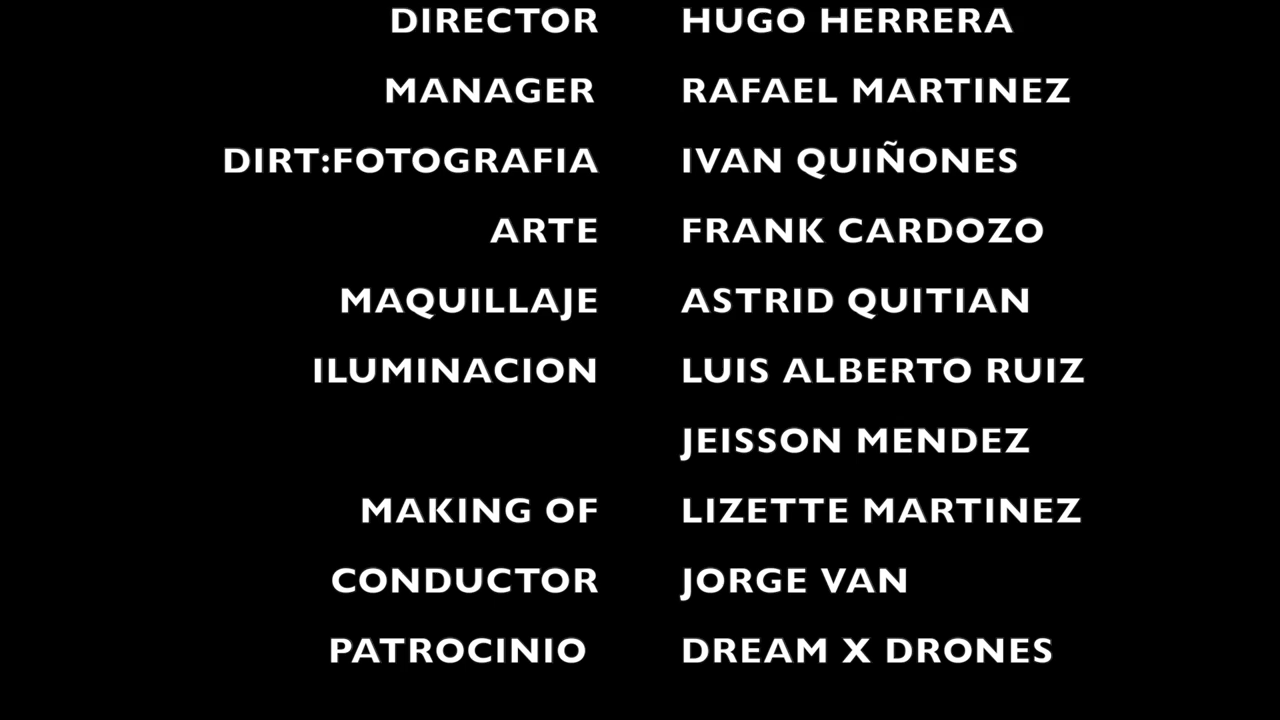 DIRECTOR HUGO HERRERA
MANAGER RAFAEL MARTINEZ
DIRT:FOTOGRAFIA IVAN QUIÑONES
ARTE FRANK CARDOZO
MAQUILLAJE ASTRID QUITIAN
ILUMINACION LUIS ALBERTO RUIZ
JEISSON MENDEZ
MAKING OF LIZETTE MARTINEZ
CONDUCTOR JORGE VAN
PATROCINIO DREAM X DRONES